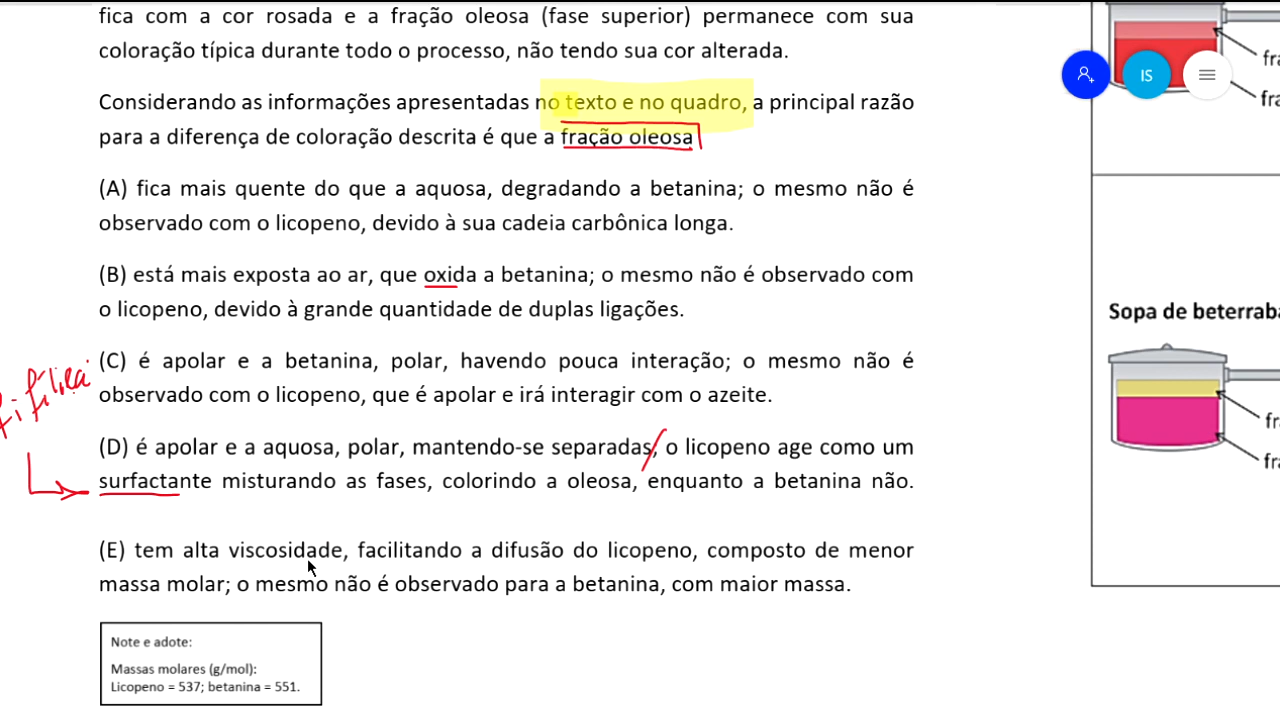 fica com a cor rosada e a fração oleosa (fase superior) permanece com sua
coloração típica durante todo o processo, não tendo sua cor alterada.
Considerando as informações apresentadas no texto e no quadro, a principal razão
para a diferença de coloração descrita é que a fração oleosa
(A) fica mais quente do que a aquosa, degradando a betanina; o mesmo não é
observado com o licopeno, devido à sua cadeia carbônica longa.
(B) está mais exposta ao ar, que oxida a betanina; o mesmo não é observado com
o licopeno, devido à grande quantidade de duplas ligações.
(C) é apolar e a betanina, polar, havendo pouca interação; o mesmo não é
observado com o licopeno, que é apolar e irá interagir com o azeite.
(D) é apolar e a aquosa, polar, mantendo-se separadas; o licopeno age como um
surfactante misturando as fases, colorindo a oleosa, enquanto a betanina não.
(E) tem alta viscosidade, facilitando a difusão do licopeno, composto de menor
massa molar; o mesmo não é observado para a betanina, com maior massa.
Note e adote:
Massas molares (g/mol):
Licopeno = 537; betanina = 551.
IS
fra
fra
Sopa de beterraba
fr
fra